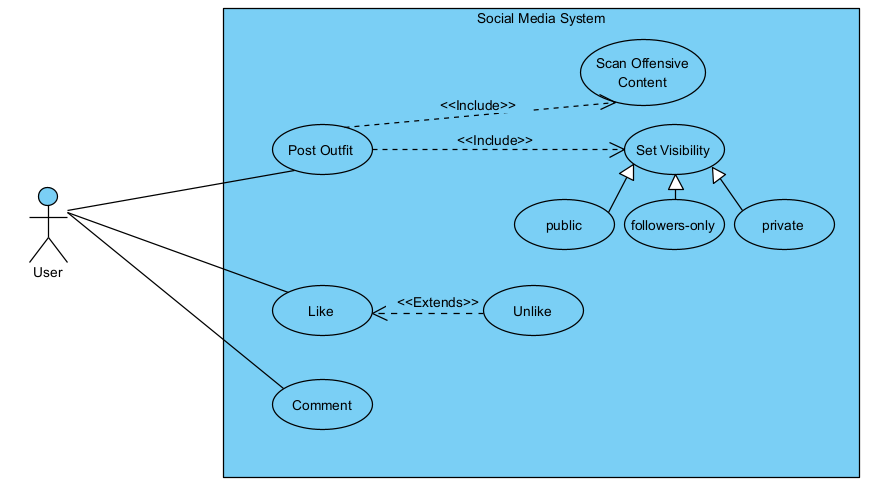 Social Media System
Scan Offensive
Content
<<Include>>
<<Include>>
Post Outfit
Set Visibility
public
followers-only
private
User
<<Extends>>
Like
Unlike
Comment